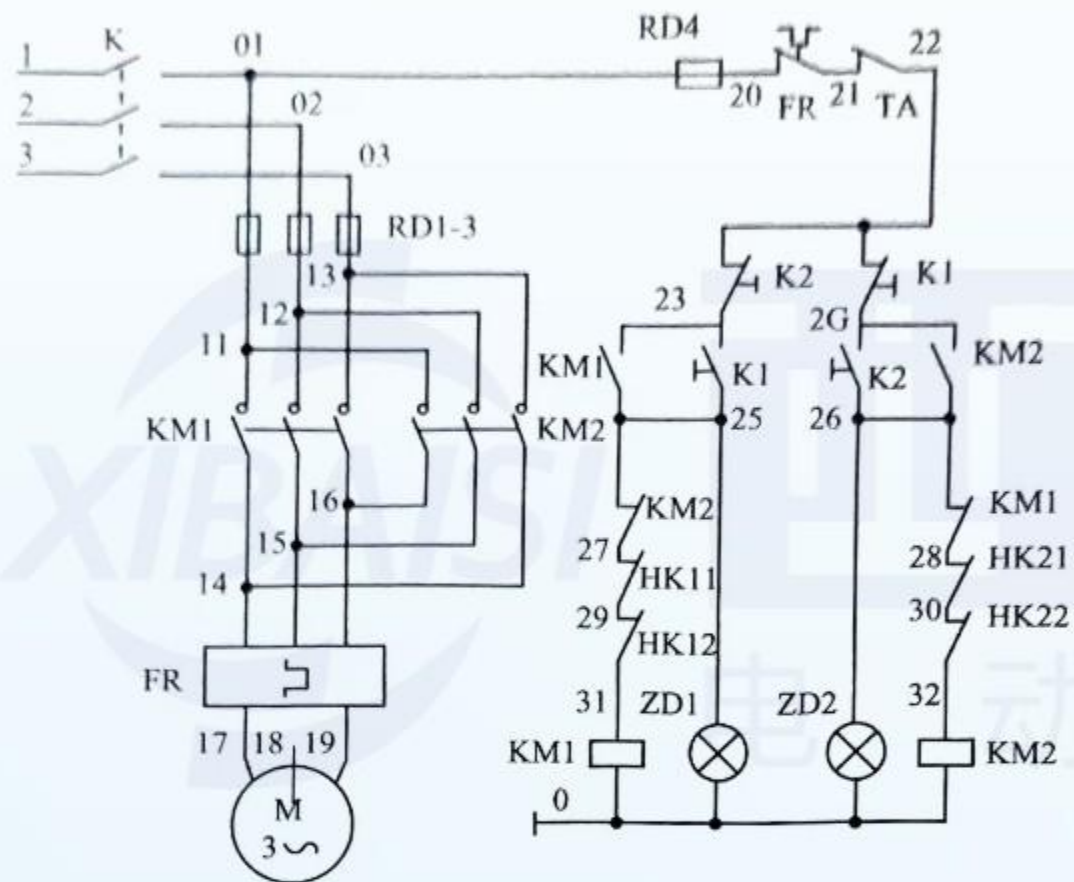 1 K 01 RD4 22
2 02 20 FR 21 TA
3 03
RD1-3
13 K2 K1
12 23 2G
11 KM1 K1 K2 KM2
KM1 KM2 25 26
16 KM2 KM1
15 27 HK11 28 HK21
14 29 HK12 30 HK22
FR 31 ZD1 ZD2 32
17 18 19 KM1 KM2
M 0
3
XIBAISI
电 动